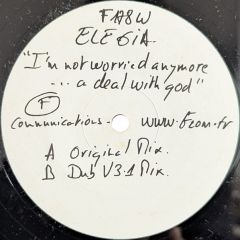 FA8W
ELEGiA.
"I'm not worried anymore
... a deal with god"
F
Communications - www.Fcom.fr
A Original Mix.
B Dub V3.1 Mix.